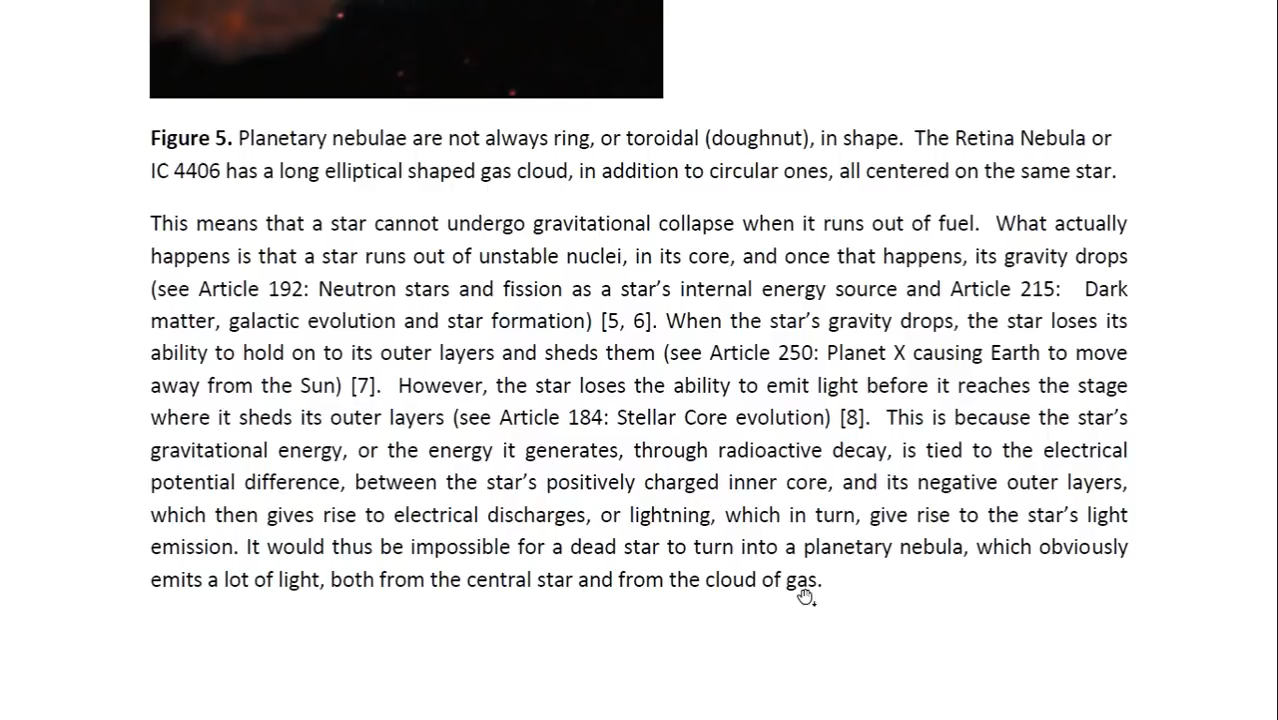 Figure 5. Planetary nebulae are not always ring, or toroidal (doughnut), in shape.  The Retina Nebula or
IC 4406 has a long elliptical shaped gas cloud, in addition to circular ones, all centered on the same star.
This means that a star cannot undergo gravitational collapse when it runs out of fuel.  What actually
happens is that a star runs out of unstable nuclei, in its core, and once that happens, its gravity drops
(see Article 192: Neutron stars and fission as a star’s internal energy source and Article 215:  Dark
matter, galactic evolution and star formation) [5, 6]. When the star’s gravity drops, the star loses its
ability to hold on to its outer layers and sheds them (see Article 250: Planet X causing Earth to move
away from the Sun) [7].  However, the star loses the ability to emit light before it reaches the stage
where it sheds its outer layers (see Article 184: Stellar Core evolution) [8].  This is because the star’s
gravitational energy, or the energy it generates, through radioactive decay, is tied to the electrical
potential difference, between the star’s positively charged inner core, and its negative outer layers,
which then gives rise to electrical discharges, or lightning, which in turn, give rise to the star’s light
emission. It would thus be impossible for a dead star to turn into a planetary nebula, which obviously
emits a lot of light, both from the central star and from the cloud of gas.